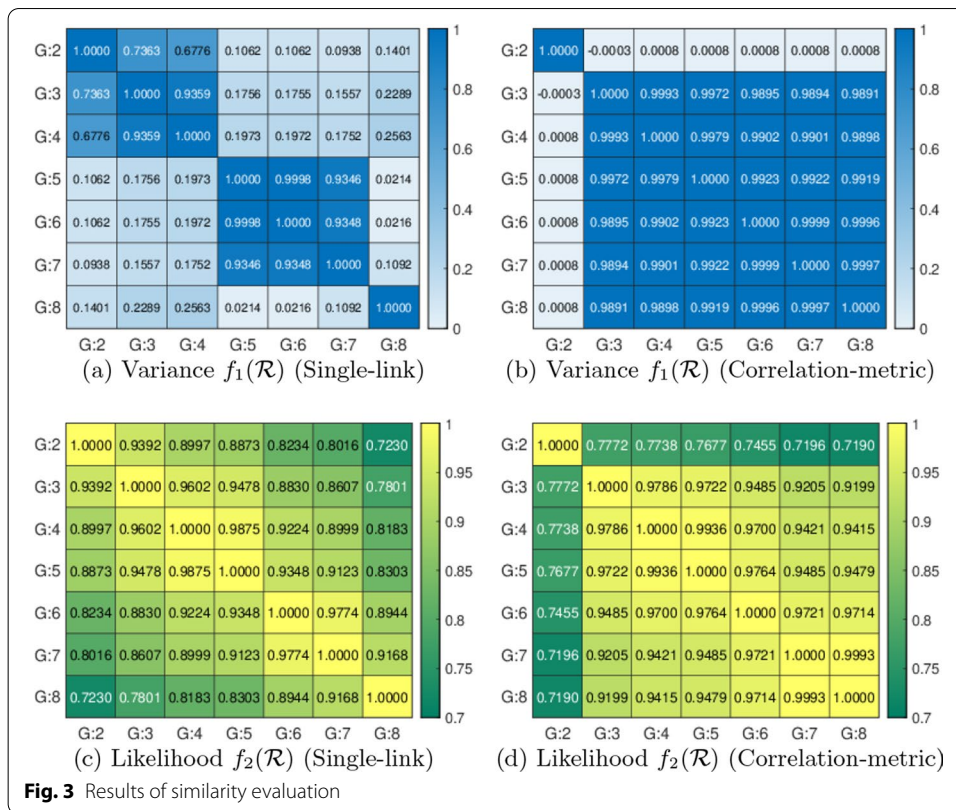 G:2 1.0000 0.7363 0.6776 0.1062 0.1062 0.0938 0.1401
G:3 0.7363 1.0000 0.9359 0.1756 0.1755 0.1557 0.2289
G:4 0.6776 0.9359 1.0000 0.1973 0.1972 0.1752 0.2563
G:5 0.1062 0.1756 0.1973 1.0000 0.9998 0.9346 0.0214
G:6 0.1062 0.1755 0.1972 0.9998 1.0000 0.9348 0.0216
G:7 0.0938 0.1557 0.1752 0.9346 0.9348 1.0000 0.1092
G:8 0.1401 0.2289 0.2563 0.0214 0.0216 0.1092 1.0000
G:2 G:3 G:4 G:5 G:6 G:7 G:8
1
0.8
0.6
0.4
0.2
0
(a) Variance f₁(𝓡) (Single-link)
G:2 1.0000 -0.0003 0.0008 0.0008 0.0008 0.0008 0.0008
G:3 -0.0003 1.0000 0.9993 0.9972 0.9895 0.9894 0.9891
G:4 0.0008 0.9993 1.0000 0.9979 0.9902 0.9901 0.9898
G:5 0.0008 0.9972 0.9979 1.0000 0.9923 0.9922 0.9919
G:6 0.0008 0.9895 0.9902 0.9923 1.0000 0.9999 0.9996
G:7 0.0008 0.9894 0.9901 0.9922 0.9999 1.0000 0.9997
G:8 0.0008 0.9891 0.9898 0.9919 0.9996 0.9997 1.0000
G:2 G:3 G:4 G:5 G:6 G:7 G:8
1
0.8
0.6
0.4
0.2
0
(b) Variance f₁(𝓡) (Correlation-metric)
G:2 1.0000 0.9392 0.8997 0.8873 0.8234 0.8016 0.7230
G:3 0.9392 1.0000 0.9602 0.9478 0.8830 0.8607 0.7801
G:4 0.8997 0.9602 1.0000 0.9875 0.9224 0.8999 0.8183
G:5 0.8873 0.9478 0.9875 1.0000 0.9348 0.9123 0.8303
G:6 0.8234 0.8830 0.9224 0.9348 1.0000 0.9774 0.8944
G:7 0.8016 0.8607 0.8999 0.9123 0.9774 1.0000 0.9168
G:8 0.7230 0.7801 0.8183 0.8303 0.8944 0.9168 1.0000
G:2 G:3 G:4 G:5 G:6 G:7 G:8
1
0.95
0.9
0.85
0.8
0.75
0.7
(c) Likelihood f₂(𝓡) (Single-link)
G:2 1.0000 0.7772 0.7738 0.7677 0.7455 0.7196 0.7190
G:3 0.7772 1.0000 0.9786 0.9722 0.9485 0.9205 0.9199
G:4 0.7738 0.9786 1.0000 0.9936 0.9700 0.9421 0.9415
G:5 0.7677 0.9722 0.9936 1.0000 0.9764 0.9485 0.9479
G:6 0.7455 0.9485 0.9700 0.9764 1.0000 0.9721 0.9714
G:7 0.7196 0.9205 0.9421 0.9485 0.9721 1.0000 0.9993
G:8 0.7190 0.9199 0.9415 0.9479 0.9714 0.9993 1.0000
G:2 G:3 G:4 G:5 G:6 G:7 G:8
1
0.95
0.9
0.85
0.8
0.75
0.7
(d) Likelihood f₂(𝓡) (Correlation-metric)
Fig. 3 Results of similarity evaluation